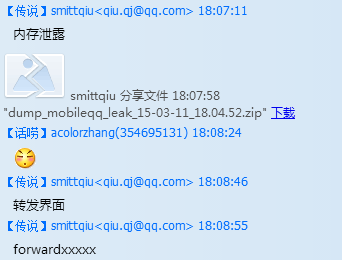 【传说】smittqiu<qiu.qj@qq.com> 18:07:11
内存泄露
smittqiu 分享文件 18:07:58
"dump_mobileqq_leak_15-03-11_18.04.52.zip" 下载
【话唠】acolorzhang(354695131) 18:08:24
【传说】smittqiu<qiu.qj@qq.com> 18:08:46
转发界面
【传说】smittqiu<qiu.qj@qq.com> 18:08:55
forwardxxxxx